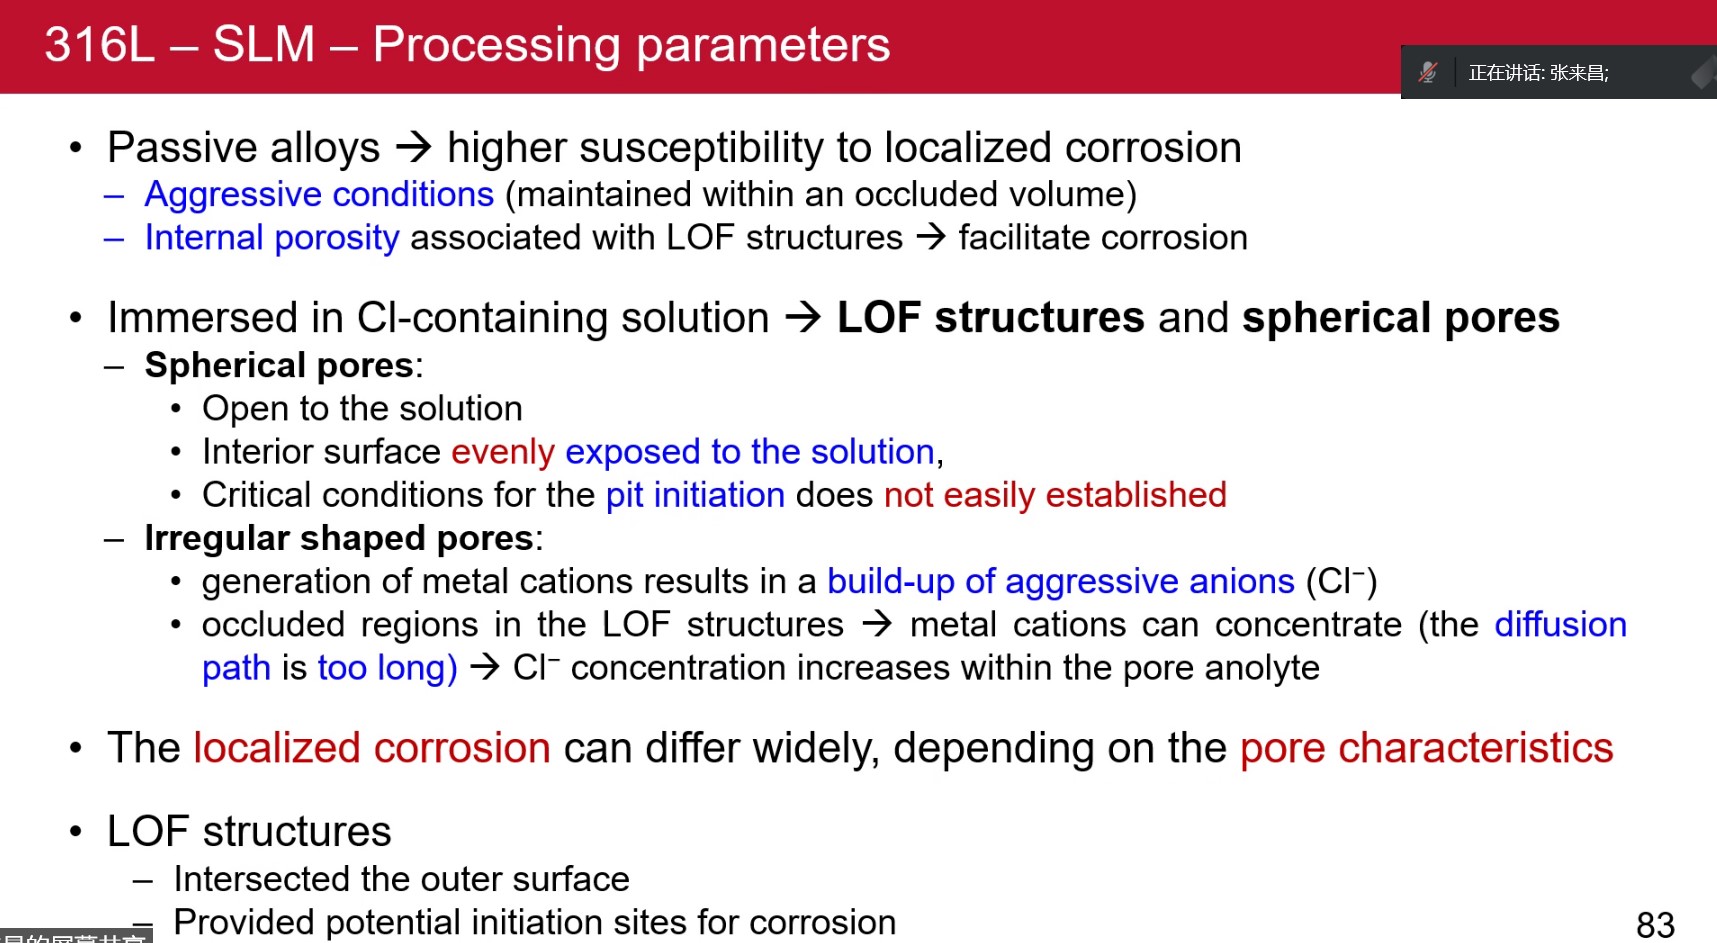 316L – SLM – Processing parameters
正在讲话: 张来昌;
• Passive alloys → higher susceptibility to localized corrosion
– Aggressive conditions (maintained within an occluded volume)
– Internal porosity associated with LOF structures → facilitate corrosion
• Immersed in Cl-containing solution → LOF structures and spherical pores
– Spherical pores:
• Open to the solution
• Interior surface evenly exposed to the solution,
• Critical conditions for the pit initiation does not easily established
– Irregular shaped pores:
• generation of metal cations results in a build-up of aggressive anions (Cl⁻)
• occluded regions in the LOF structures → metal cations can concentrate (the diffusion
path is too long) → Cl⁻ concentration increases within the pore anolyte
• The localized corrosion can differ widely, depending on the pore characteristics
• LOF structures
– Intersected the outer surface
– Provided potential initiation sites for corrosion
83